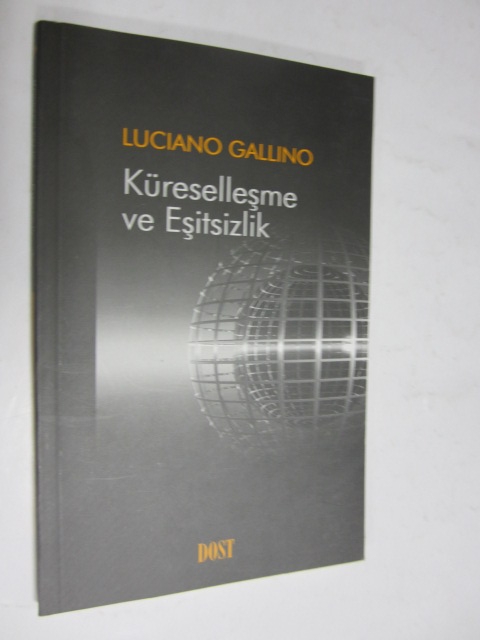 LUCIANO GALLINO
Küreselleşme
ve Eşitsizlik
DOST